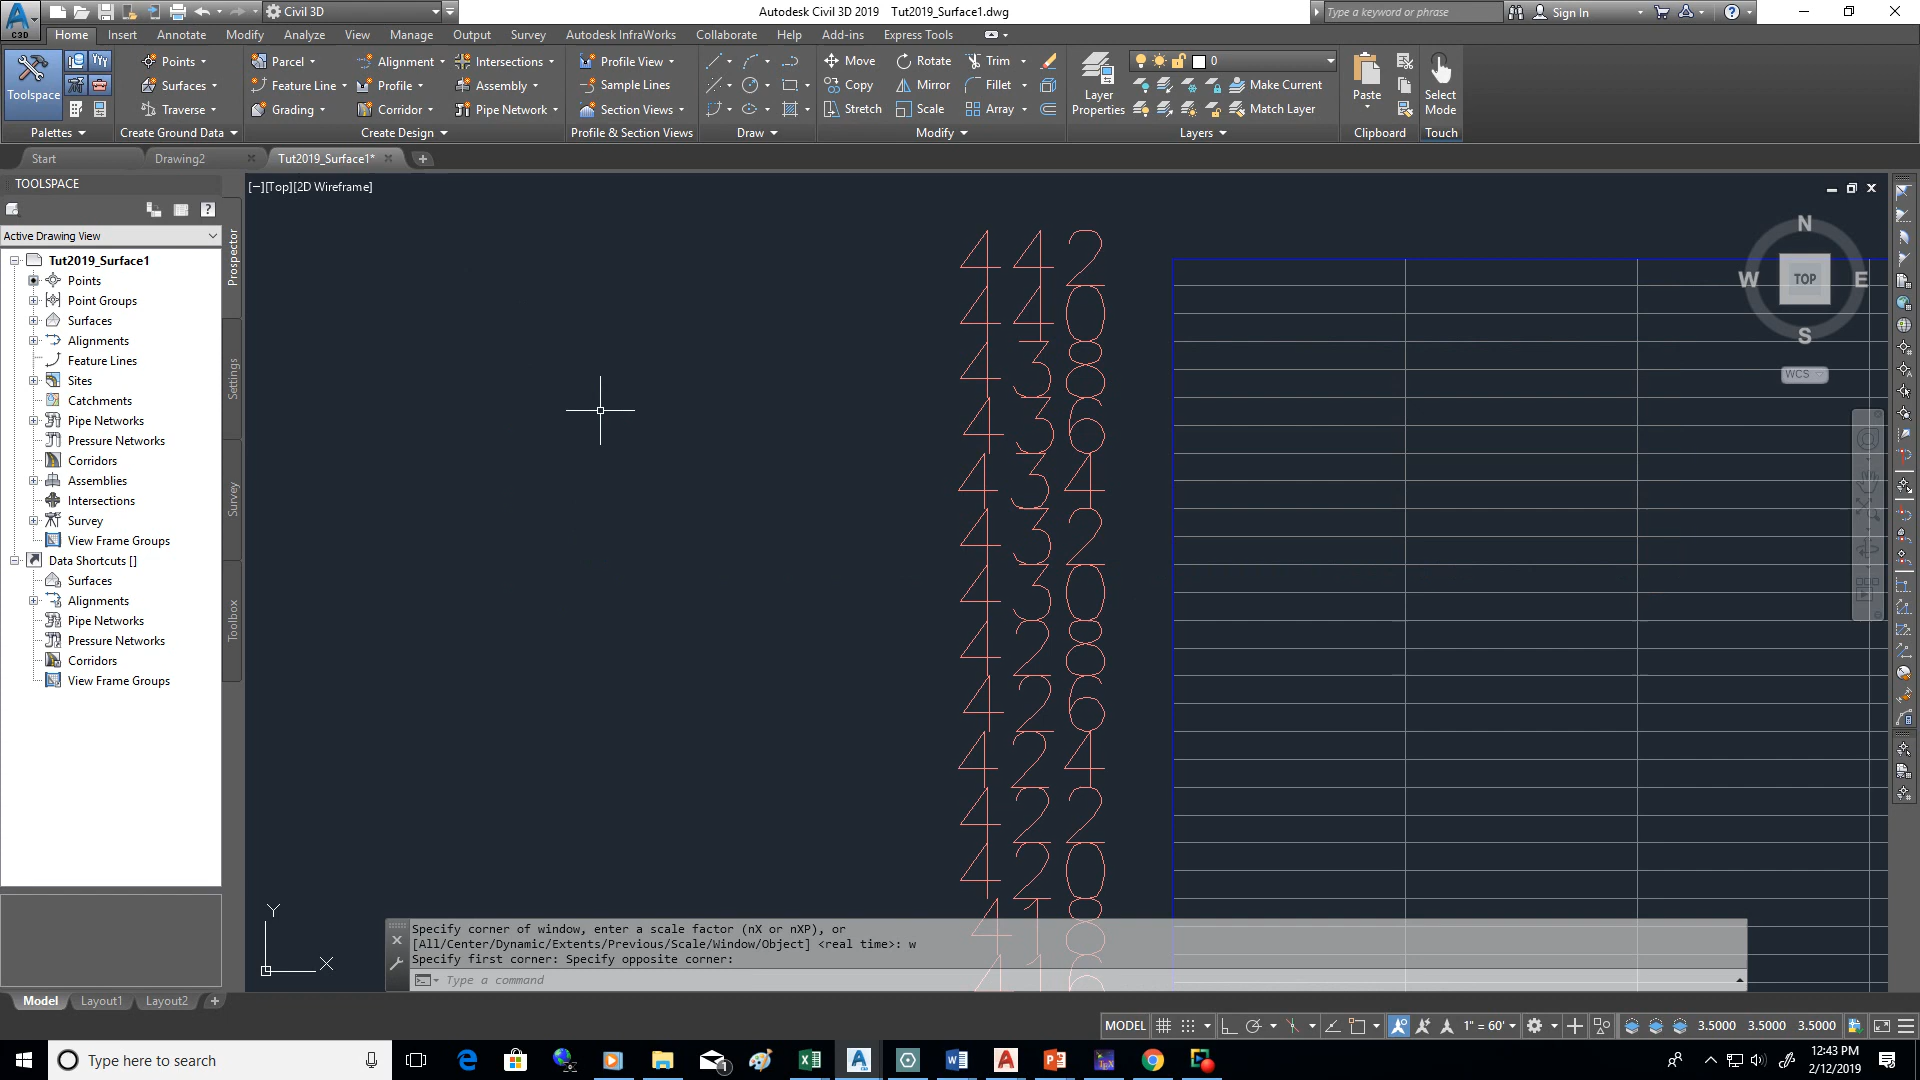 C3D
Civil 3D
Autodesk Civil 3D 2019 Tut2019_Surface1.dwg
Type a keyword or phrase
Sign In
Home Insert Annotate Modify Analyze View Manage Output Survey Autodesk InfraWorks Collaborate Help Add-ins Express Tools
Points Parcel Alignment Intersections Profile View Move Rotate Trim 0
Surfaces Feature Line Profile Assembly Sample Lines Copy Mirror Fillet Make Current
Toolspace Layer Properties Paste Select Mode
Traverse Grading Corridor Pipe Network Section Views Stretch Scale Array Match Layer
Palettes Create Ground Data Create Design Profile & Section Views Draw Modify Layers Clipboard Touch
Start Drawing2 Tut2019_Surface1*
TOOLSPACE
[−][Top][2D Wireframe]
Active Drawing View
Tut2019_Surface1
Points
Point Groups
Surfaces
Alignments
Feature Lines
Sites
Catchments
Pipe Networks
Pressure Networks
Corridors
Assemblies
Intersections
Survey
View Frame Groups
Data Shortcuts []
Surfaces
Alignments
Pipe Networks
Pressure Networks
Corridors
View Frame Groups
Prospector
Settings
Survey
Toolbox
442
440
438
436
434
432
430
428
426
424
422
420
418
416
N
W TOP E
S
WCS
Y
X
Specify corner of window, enter a scale factor (nX or nXP), or
[All/Center/Dynamic/Extents/Previous/Scale/Window/Object] <real time>: w
Specify first corner: Specify opposite corner:
Type a command
Model Layout1 Layout2
MODEL 1" = 60' 3.5000 3.5000 3.5000
Type here to search
12:43 PM
2/12/2019